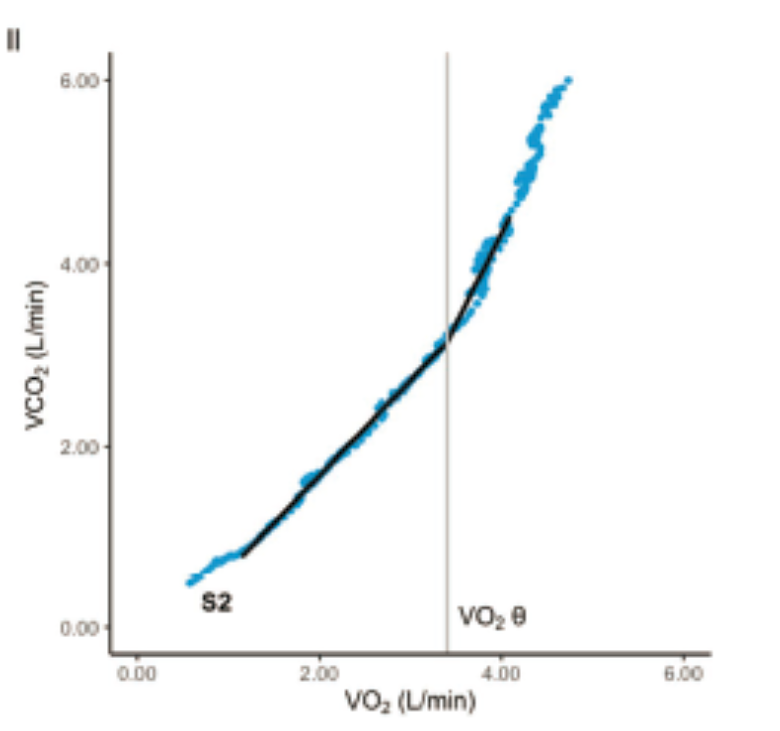 II
6.00
4.00
2.00
0.00
VCO₂ (L/min)
S2
VO₂ θ
0.00 2.00 4.00 6.00
VO₂ (L/min)